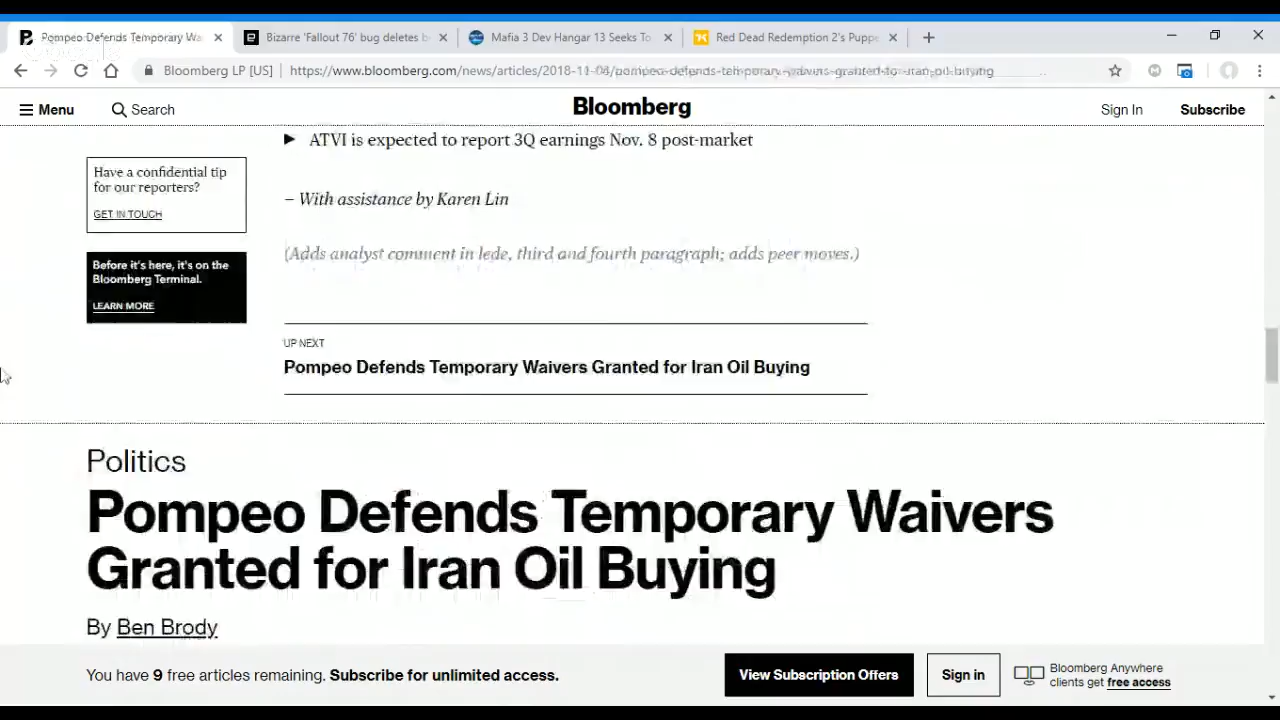 Pompeo Defends Temporary Wa
Bizarre 'Fallout 76' bug deletes b
Mafia 3 Dev Hangar 13 Seeks To
Red Dead Redemption 2's Puppe
Bloomberg LP [US]
Menu
Search
Bloomberg
Sign In
Subscribe
▶ ATVI is expected to report 3Q earnings Nov. 8 post-market
Have a confidential tip
for our reporters?
GET IN TOUCH
– With assistance by Karen Lin
(Adds analyst comment in lede, third and fourth paragraph; adds peer moves.)
Before it's here, it's on the
Bloomberg Terminal.
LEARN MORE
UP NEXT
Pompeo Defends Temporary Waivers Granted for Iran Oil Buying
Politics
Pompeo Defends Temporary Waivers
Granted for Iran Oil Buying
By Ben Brody
You have 9 free articles remaining. Subscribe for unlimited access.
View Subscription Offers
Sign in
Bloomberg Anywhere
clients get free access